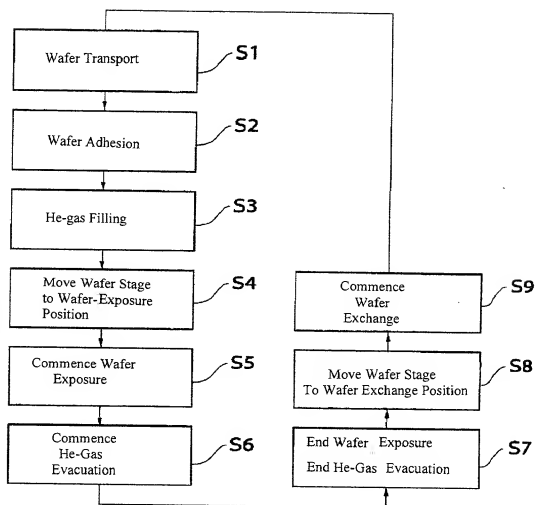 Wafer Transport
S1
Wafer Adhesion
S2
He-gas Filling
S3
Move Wafer Stage
to Wafer-Exposure
Position
S4
Commence Wafer
Exposure
S5
Commence
He-Gas
Evacuation
S6
End Wafer Exposure
End He-Gas Evacuation
S7
Move Wafer Stage
To Wafer Exchange Position
S8
Commence
Wafer
Exchange
S9